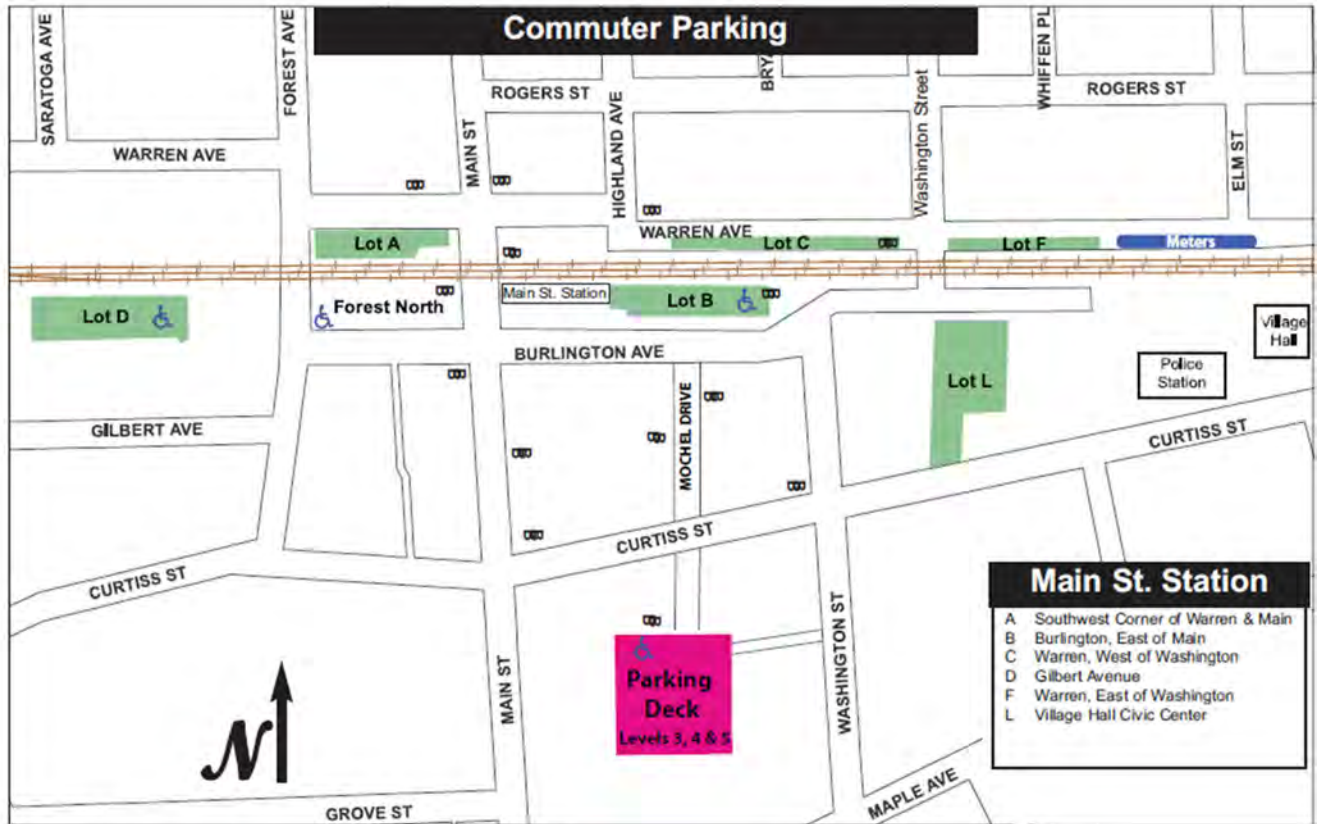 Commuter Parking
SARATOGA AVE
FOREST AVE
MAIN ST
ROGERS ST
HIGHLAND AVE
BRYA
Washington Street
WHIFFEN PL
ROGERS ST
ELM ST
WARREN AVE
WARREN AVE
Lot A
Lot C
Lot F
Meters
Lot D
Forest North
Main St. Station
Lot B
Village
Hall
Police
Station
BURLINGTON AVE
Lot L
MOCHEL DRIVE
GILBERT AVE
CURTISS ST
CURTISS ST
CURTISS ST
Main St. Station
A Southwest Corner of Warren & Main
B Burlington, East of Main
C Warren, West of Washington
D Gilbert Avenue
F Warren, East of Washington
L Village Hall Civic Center
MAIN ST
Parking
Deck
Levels 3, 4 & 5
WASHINGTON ST
N
MAPLE AVE
GROVE ST